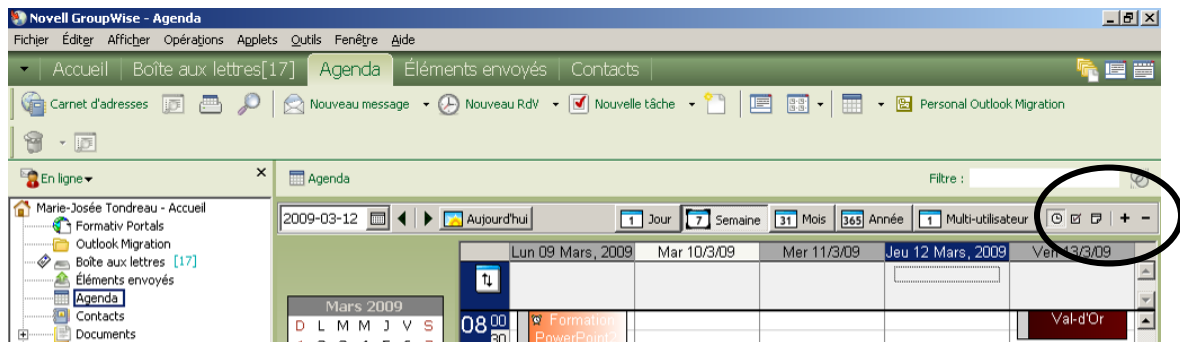 Novell GroupWise - Agenda
Fichier Éditer Afficher Opérations Applets Outils Fenêtre Aide
Accueil Boîte aux lettres[17] Agenda Éléments envoyés Contacts
Carnet d'adresses Nouveau message Nouveau RdV Nouvelle tâche Personal Outlook Migration
En ligne Agenda Filtre :
Marie-Josée Tondreau - Accueil
Formativ Portals
Outlook Migration
Boîte aux lettres [17]
Éléments envoyés
Agenda
Contacts
Documents
2009-03-12 Aujourd'hui 1 Jour 7 Semaine 31 Mois 365 Année 1 Multi-utilisateur
Lun 09 Mars, 2009 Mar 10/3/09 Mer 11/3/09 Jeu 12 Mars, 2009 Ven 13/3/09
Mars 2009
D L M M J V S
08 00
30
Formation
PowerPoint
Val-d'Or